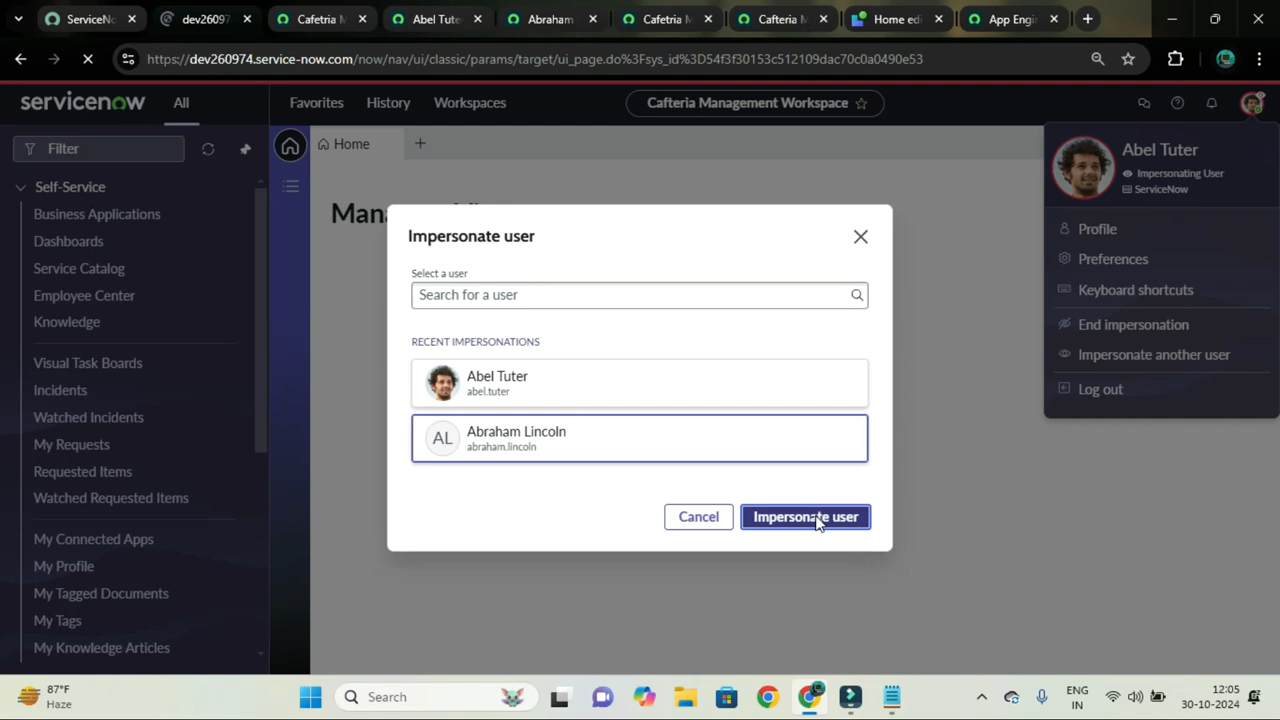 ServiceNo
dev260974
Cafetria M
Abel Tute
Abraham
Cafetria M
Cafteria M
Home edi
App Engi
https://dev260974.service-now.com/now/nav/ui/classic/params/target/ui_page.do%3Fsys_id%3D54f3f30153c512109dac70c0a0490e53
servicenow
All
Favorites
History
Workspaces
Cafteria Management Workspace
Filter
Home
Self-Service
Business Applications
Dashboards
Service Catalog
Employee Center
Knowledge
Visual Task Boards
Incidents
Watched Incidents
My Requests
Requested Items
Watched Requested Items
My Connected Apps
My Profile
My Tagged Documents
My Tags
My Knowledge Articles
Impersonate user
Select a user
Search for a user
RECENT IMPERSONATIONS
Abel Tuter
abel.tuter
AL
Abraham Lincoln
abraham.lincoln
Cancel
Impersonate user
Abel Tuter
Impersonating User
ServiceNow
Profile
Preferences
Keyboard shortcuts
End impersonation
Impersonate another user
Log out
87°F
Haze
Search
ENG
IN
12:05
30-10-2024